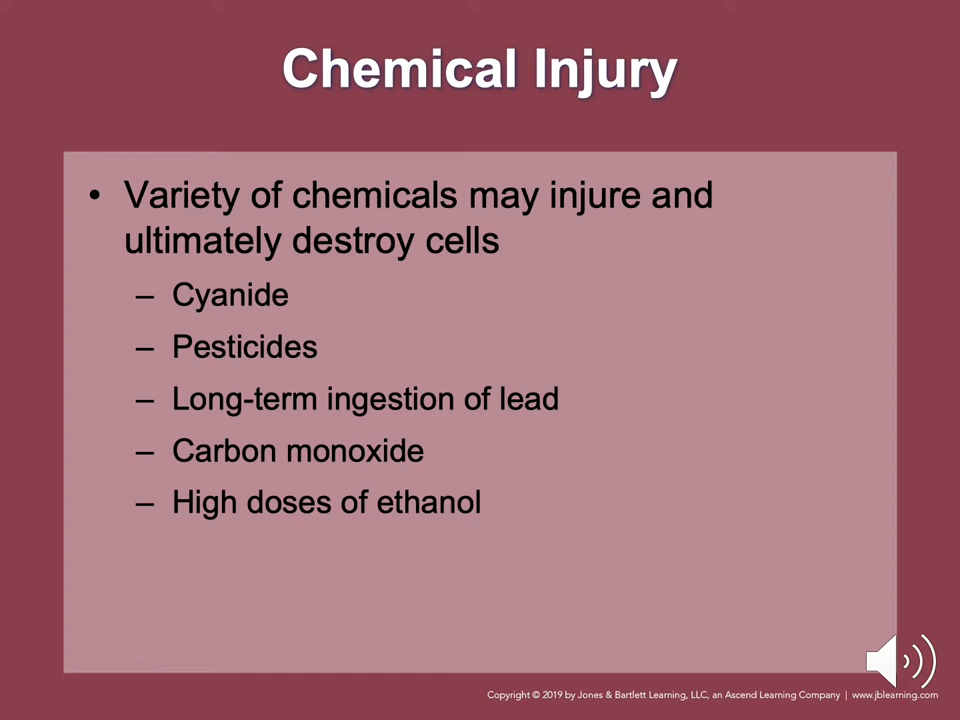 Chemical Injury
• Variety of chemicals may injure and
ultimately destroy cells
– Cyanide
– Pesticides
– Long-term ingestion of lead
– Carbon monoxide
– High doses of ethanol
Copyright © 2019 by Jones & Bartlett Learning, LLC, an Ascend Learning Company | www.jblearning.com